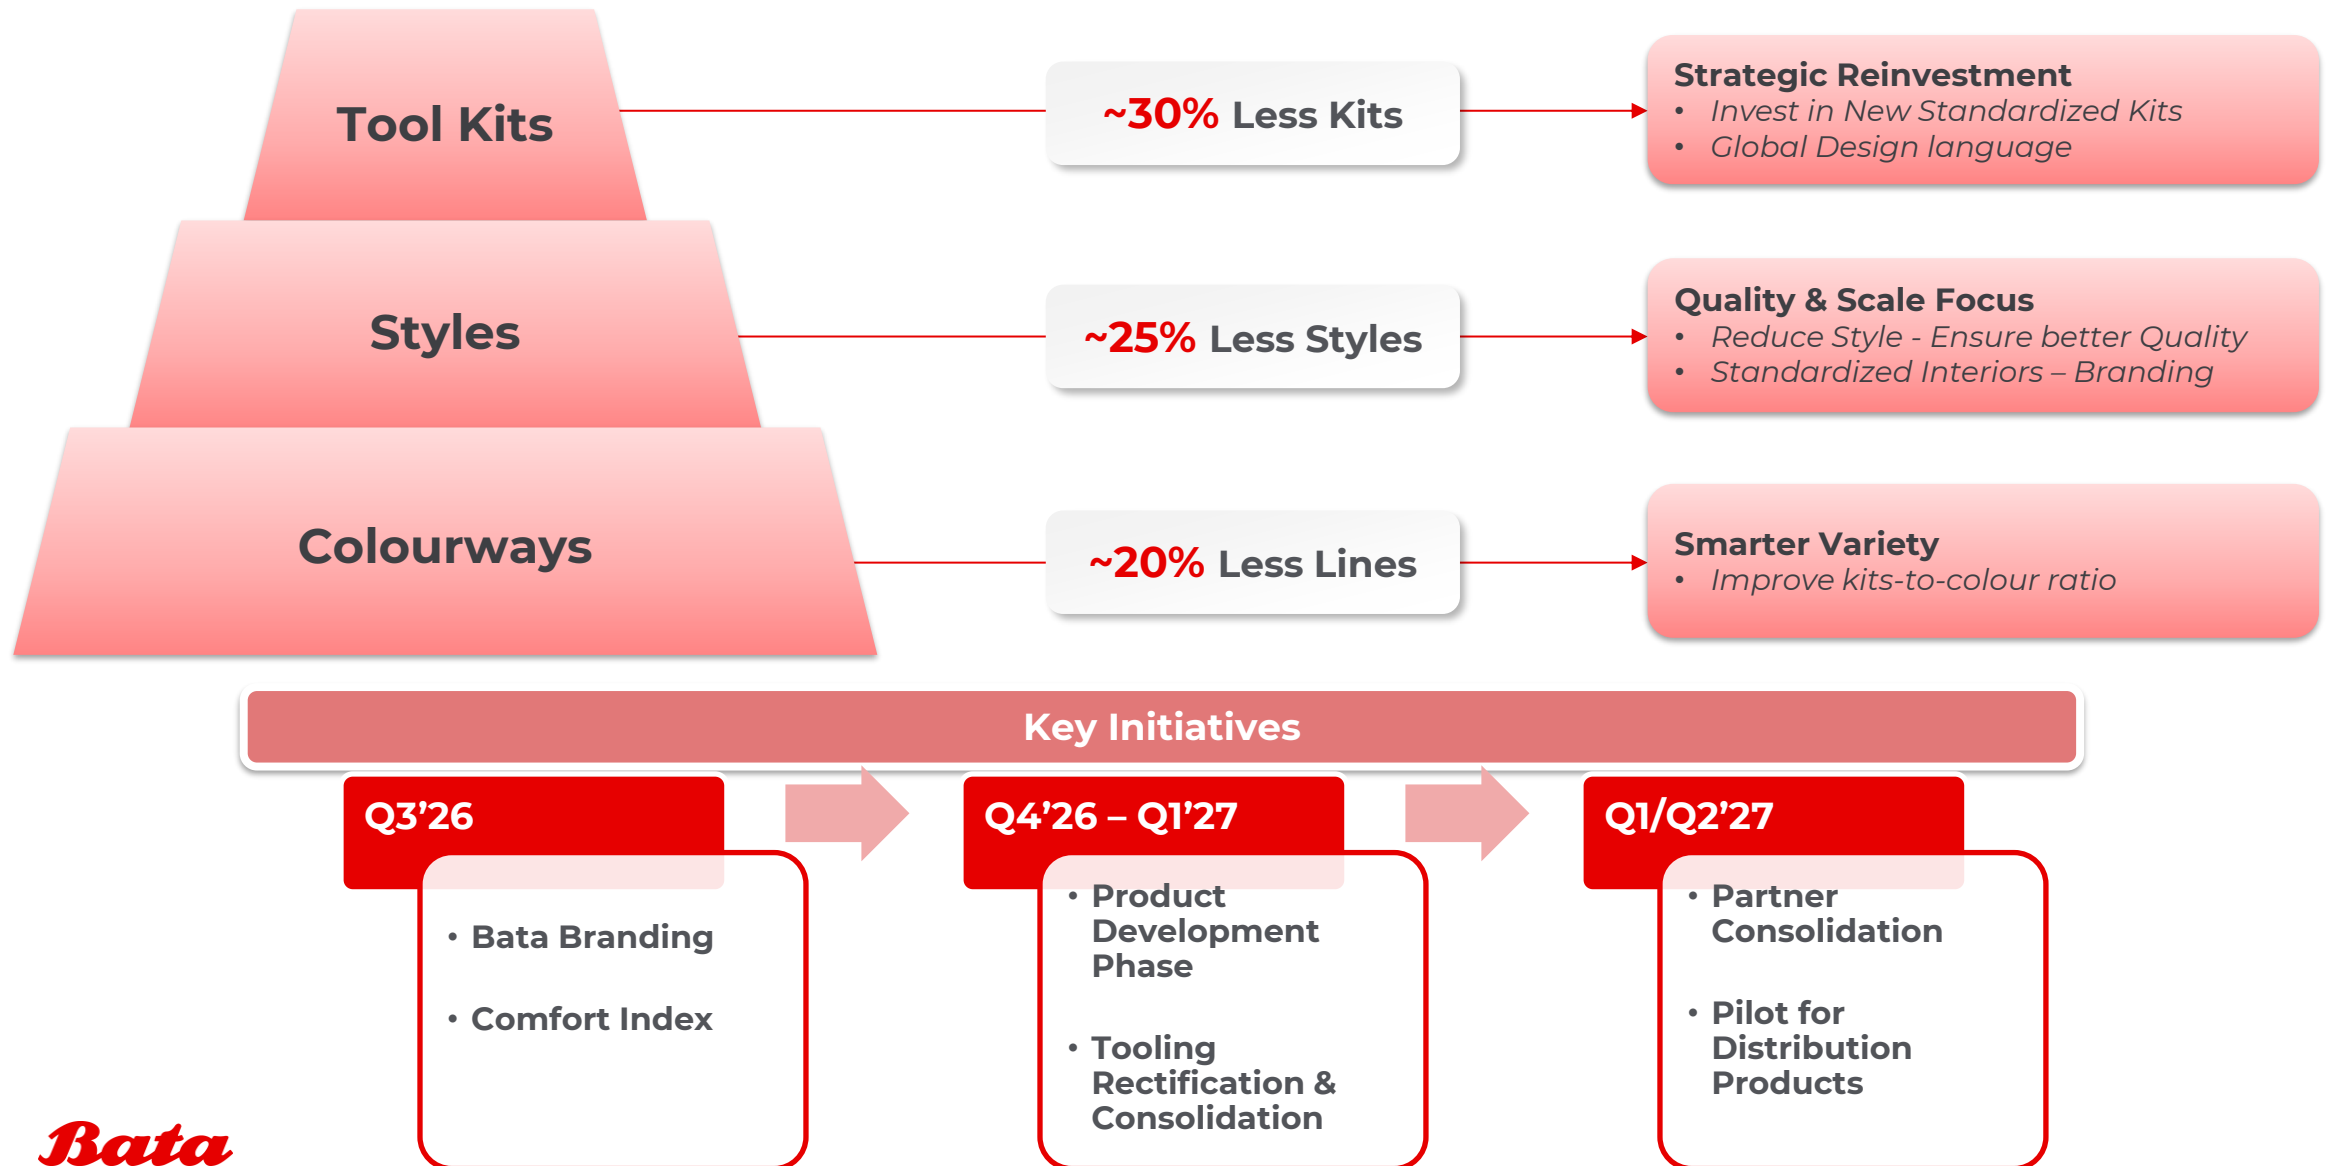 Tool Kits
~30% Less Kits
Strategic Reinvestment
• Invest in New Standardized Kits
• Global Design language
Styles
~25% Less Styles
Quality & Scale Focus
• Reduce Style - Ensure better Quality
• Standardized Interiors – Branding
Colourways
~20% Less Lines
Smarter Variety
• Improve kits-to-colour ratio
Key Initiatives
Q3’26
• Bata Branding
• Comfort Index
Q4’26 – Q1’27
• Product
Development
Phase
• Tooling
Rectification &
Consolidation
Q1/Q2’27
• Partner
Consolidation
• Pilot for
Distribution
Products
Bata